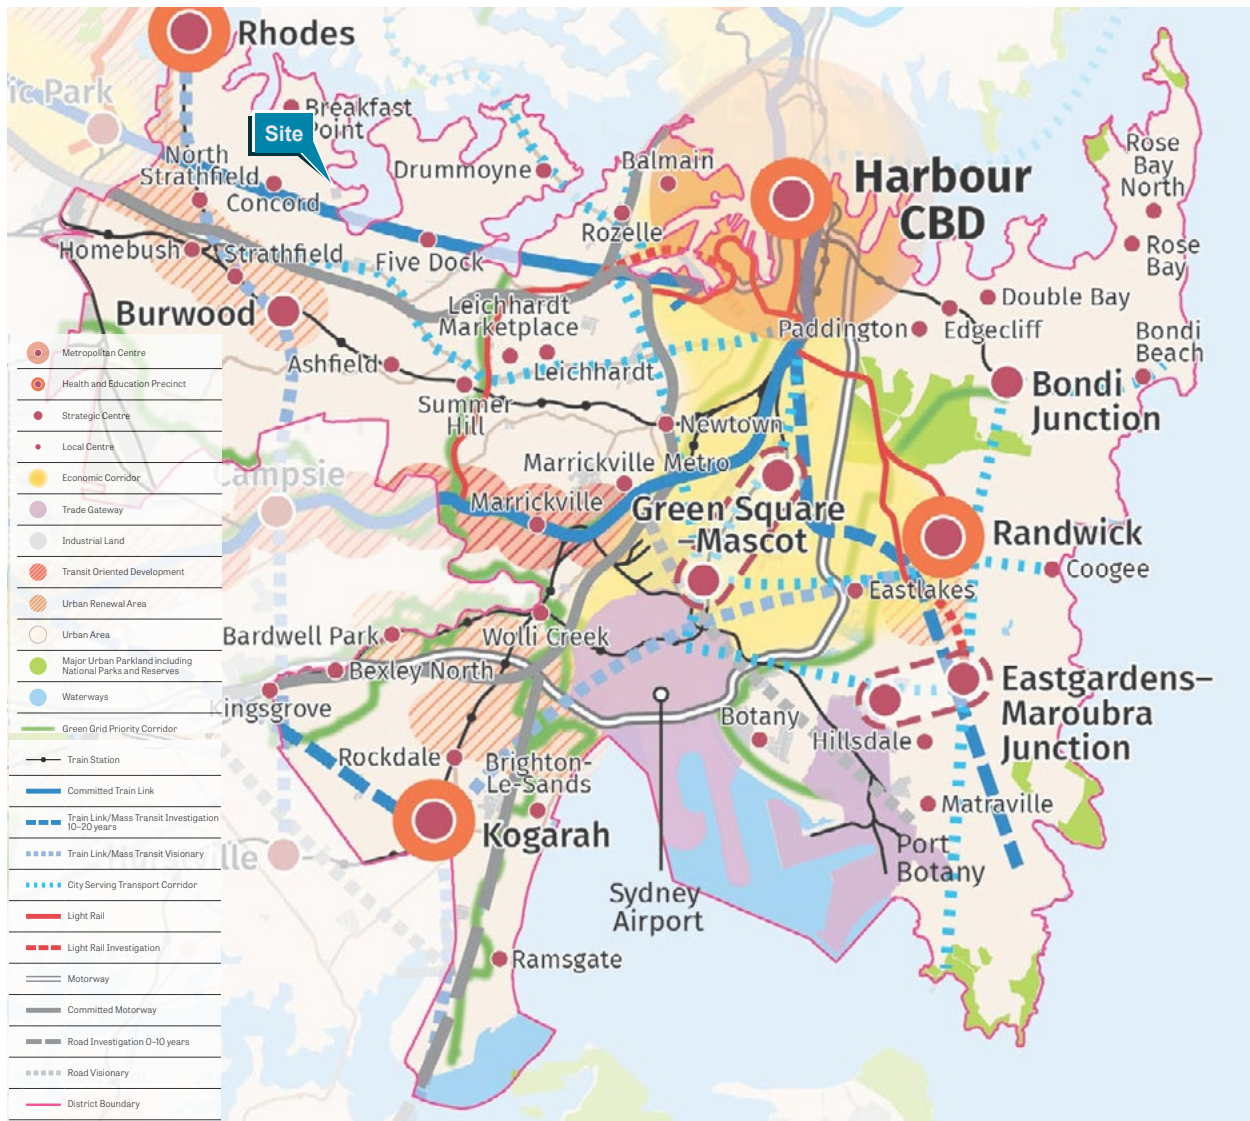 Rhodes
ic Park
Breakfast
Point
Site
North
Strathfield
Concord
Drummoyne
Balmain
Rozelle
Harbour
CBD
Rose
Bay
North
Rose
Bay
Homebush
Strathfield
Five Dock
Burwood
Leichhardt
Marketplace
Leichhardt
Ashfield
Summer
Hill
Paddington
Edgecliff
Double Bay
Bondi
Beach
Bondi
Junction
Newtown
Marrickville Metro
Campsie
Marrickville
Green Square
–Mascot
Randwick
Coogee
Eastlakes
Bardwell Park
Wolli Creek
Bexley North
Kingsgrove
Eastgardens–
Maroubra
Junction
Botany
Hillsdale
Rockdale
Brighton-
Le-Sands
Kogarah
Matraville
Port
Botany
Hurstville
Sydney
Airport
Ramsgate
Metropolitan Centre
Health and Education Precinct
Strategic Centre
Local Centre
Economic Corridor
Trade Gateway
Industrial Land
Transit Oriented Development
Urban Renewal Area
Urban Area
Major Urban Parkland including
National Parks and Reserves
Waterways
Green Grid Priority Corridor
Train Station
Committed Train Link
Train Link/Mass Transit Investigation
10–20 years
Train Link/Mass Transit Visionary
City Serving Transport Corridor
Light Rail
Light Rail Investigation
Motorway
Committed Motorway
Road Investigation 0–10 years
Road Visionary
District Boundary